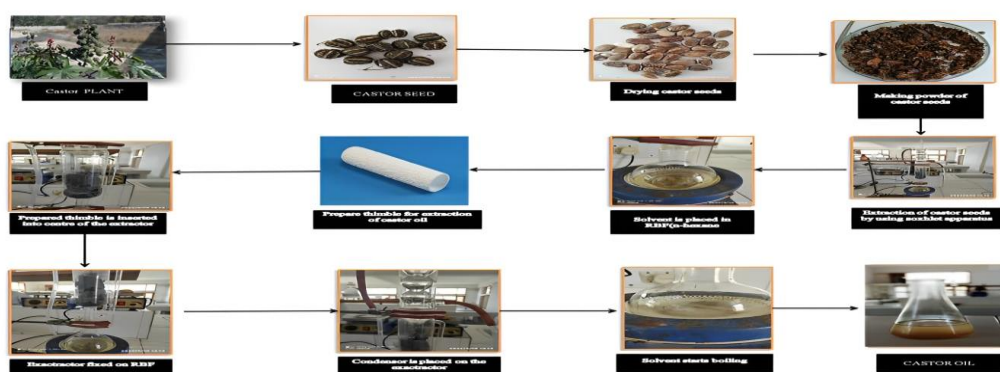 Castor PLANT
CASTOR SEED
Drying castor seeds
Making powder of
castor seeds
Extraction of castor seeds
by using soxhlet apparatus
Solvent is placed in
RBF(n-hexane
Prepare thimble for extraction
of castor oil
Prepared thimble is inserted
into centre of the extractor
Exactractor fixed on RBF
Condensor is placed on the
exactractor
Solvent starts boiling
CASTOR OIL